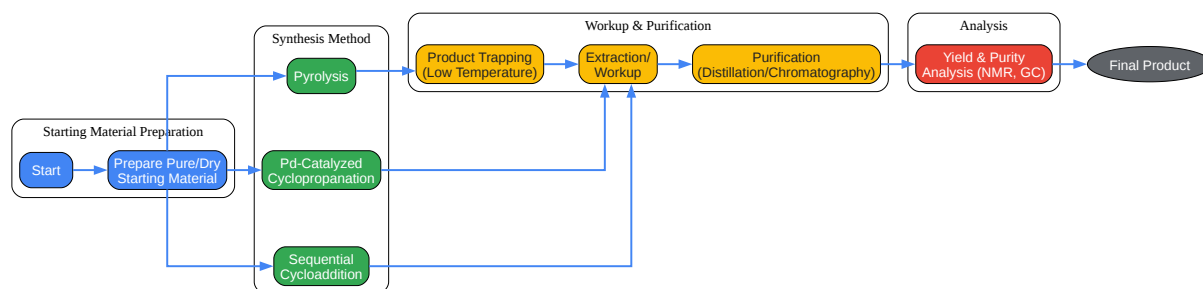 Workup & Purification
Analysis
Synthesis Method
Product Trapping
(Low Temperature)
Extraction/
Workup
Purification
(Distillation/Chromatography)
Yield & Purity
Analysis (NMR, GC)
Final Product
Pyrolysis
Starting Material Preparation
Start
Prepare Pure/Dry
Starting Material
Pd-Catalyzed
Cyclopropanation
Sequential
Cycloaddition